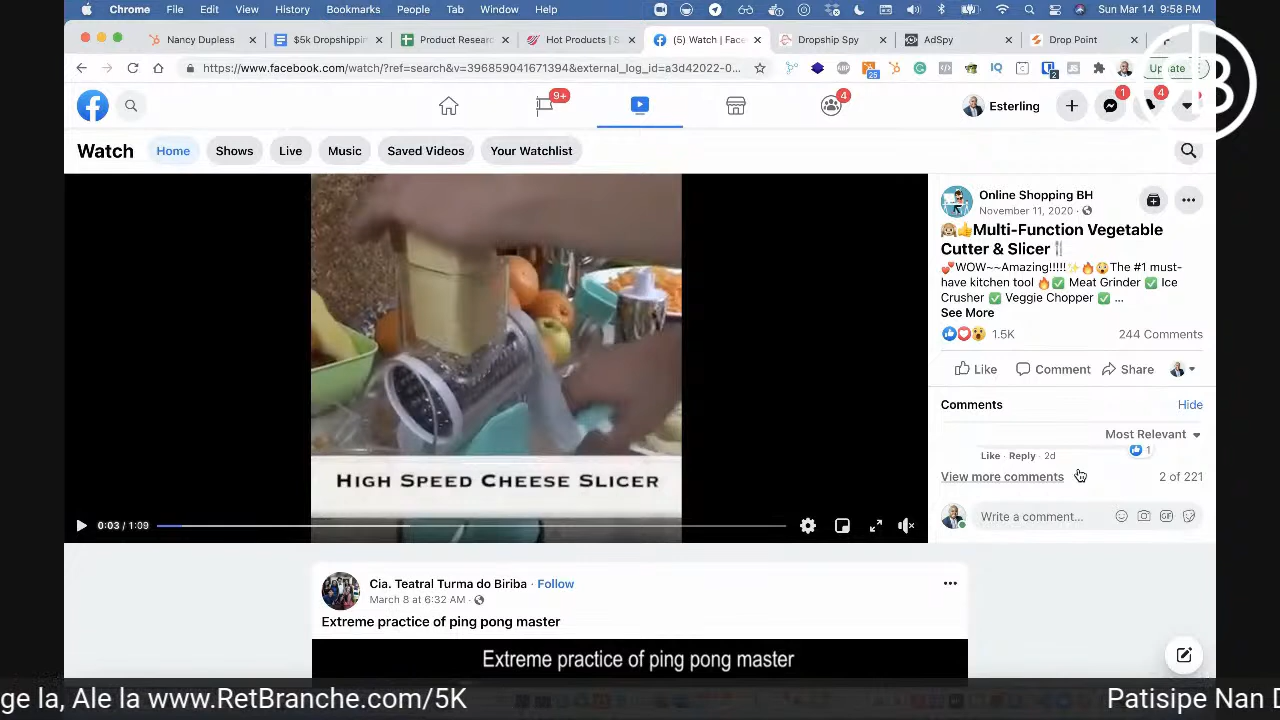 Chrome File Edit View History Bookmarks People Tab Window Help Sun Mar 14 9:58 PM
Nancy Dupless $5k Dropshippin Product Resear Hot Products | S (5) Watch | Face Dropship Spy AdSpy Drop Point
https://www.facebook.com/watch/?ref=search&v=396859041671394&external_log_id=a3d42022-0... Update
9+ 4 Esterling 1 4
Watch Home Shows Live Music Saved Videos Your Watchlist
Online Shopping BH
November 11, 2020
Multi-Function Vegetable
Cutter & Slicer
WOW~~Amazing!!!!! The #1 must-
have kitchen tool Meat Grinder Ice
Crusher Veggie Chopper ...
See More
1.5K 244 Comments
Like Comment Share
Comments Hide
Most Relevant
Like · Reply · 2d 1
View more comments 2 of 221
Write a comment...
HIGH SPEED CHEESE SLICER
0:03 / 1:09
Cia. Teatral Turma do Biriba · Follow
March 8 at 6:32 AM
Extreme practice of ping pong master
Extreme practice of ping pong master
ge la, Ale la www.RetBranche.com/5K Patisipe Nan D